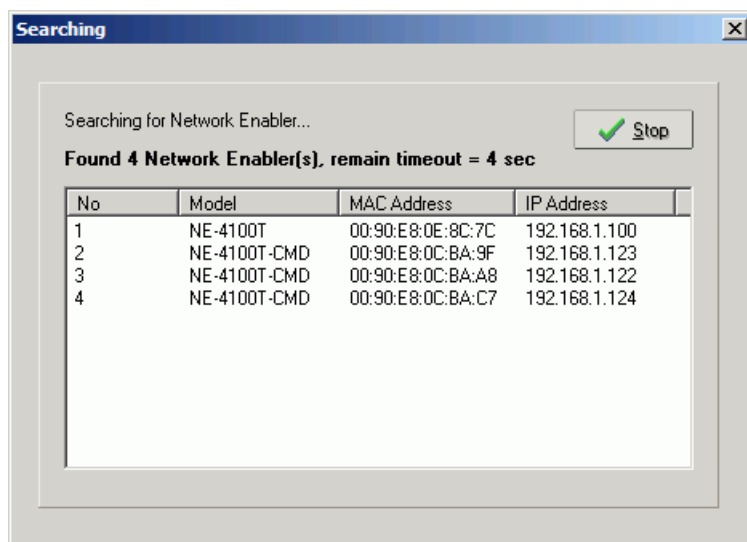 Searching
Searching for Network Enabler...
Stop
Found 4 Network Enabler(s), remain timeout = 4 sec
No Model MAC Address IP Address
1 NE-4100T 00:90:E8:0E:8C:7C 192.168.1.100
2 NE-4100T-CMD 00:90:E8:0C:BA:9F 192.168.1.123
3 NE-4100T-CMD 00:90:E8:0C:BA:A8 192.168.1.122
4 NE-4100T-CMD 00:90:E8:0C:BA:C7 192.168.1.124